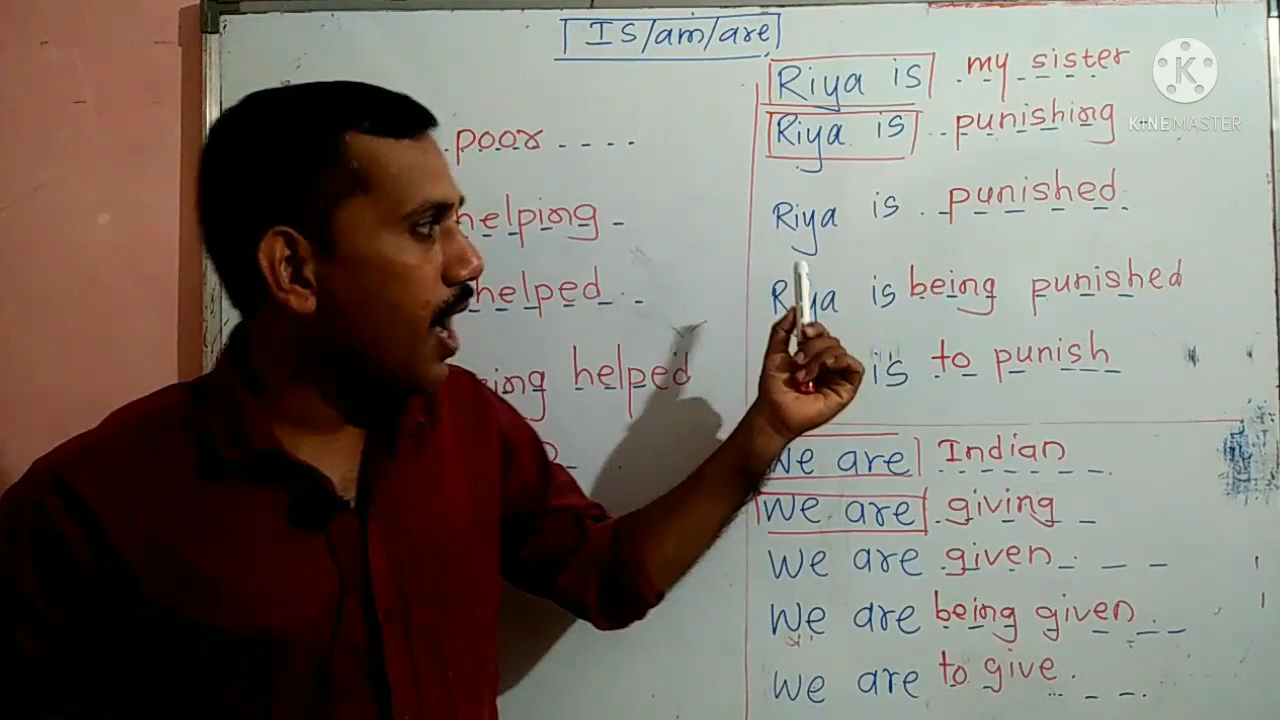 IS/am/are
poor ....
helping -
helped - .
ing helped
Riya is my sister
Riya is punishing
Riya is punished
Riya is being punished
is to punish
We are Indian
We are giving
We are given
We are being given
We are to give
K
KINEMASTER